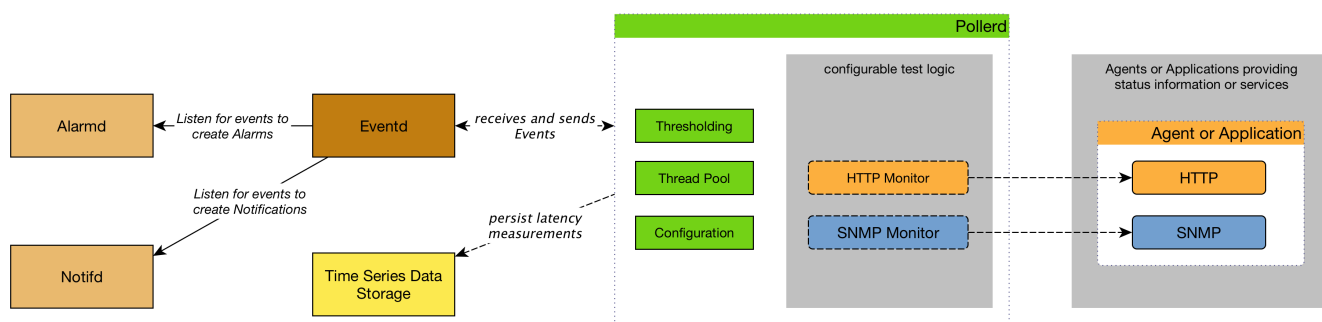 Pollerd
configurable test logic
Agents or Applications providing
status information or services
Alarmd
Listen for events to
create Alarms
Eventd
receives and sends
Events
Thresholding
Agent or Application
Thread Pool
HTTP Monitor
HTTP
Listen for events to
create Notifications
persist latency
measurements
Configuration
SNMP Monitor
SNMP
Notifd
Time Series Data
Storage